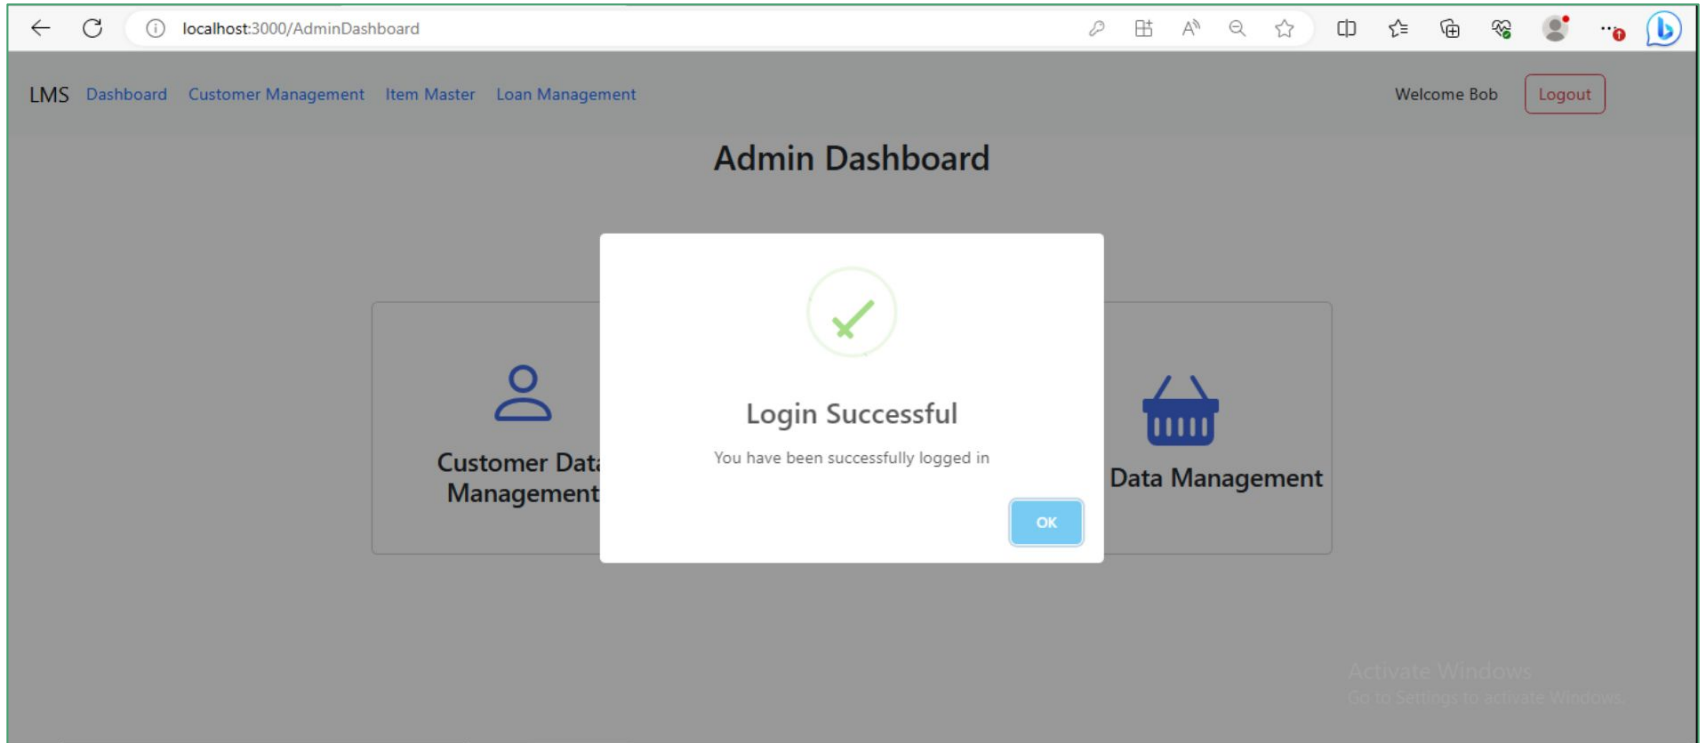 localhost:3000/AdminDashboard
LMS Dashboard Customer Management Item Master Loan Management Welcome Bob Logout
Admin Dashboard
Login Successful
You have been successfully logged in
OK
Customer Data
Management
Data Management
Activate Windows
Go to Settings to activate Windows.